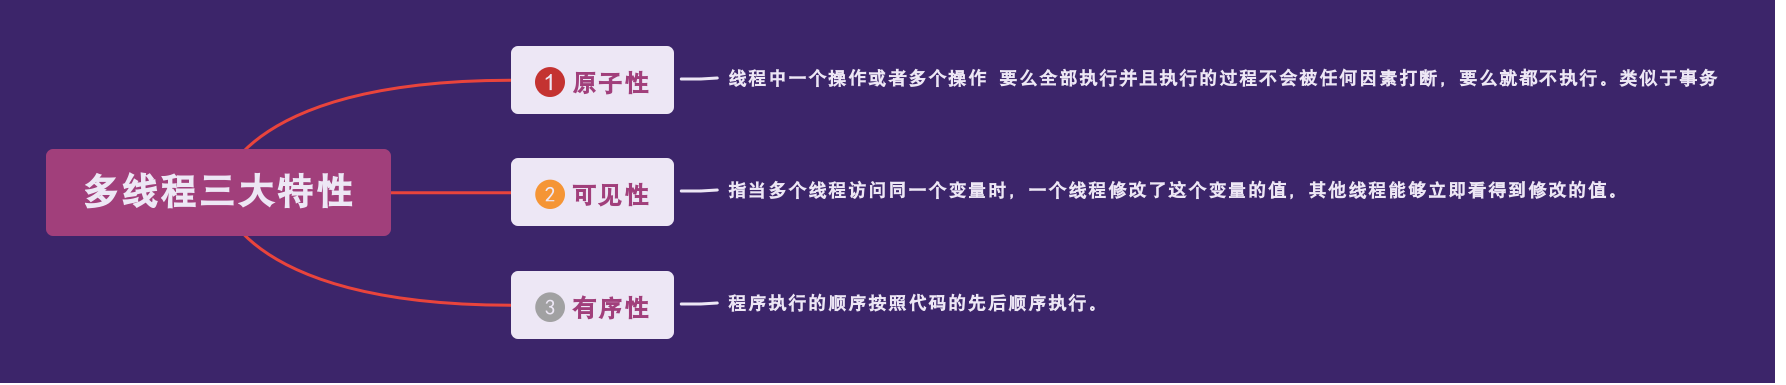 多线程三大特性
1 原子性
线程中一个操作或者多个操作 要么全部执行并且执行的过程不会被任何因素打断，要么就都不执行。类似于事务
2 可见性
指当多个线程访问同一个变量时，一个线程修改了这个变量的值，其他线程能够立即看得到修改的值。
3 有序性
程序执行的顺序按照代码的先后顺序执行。